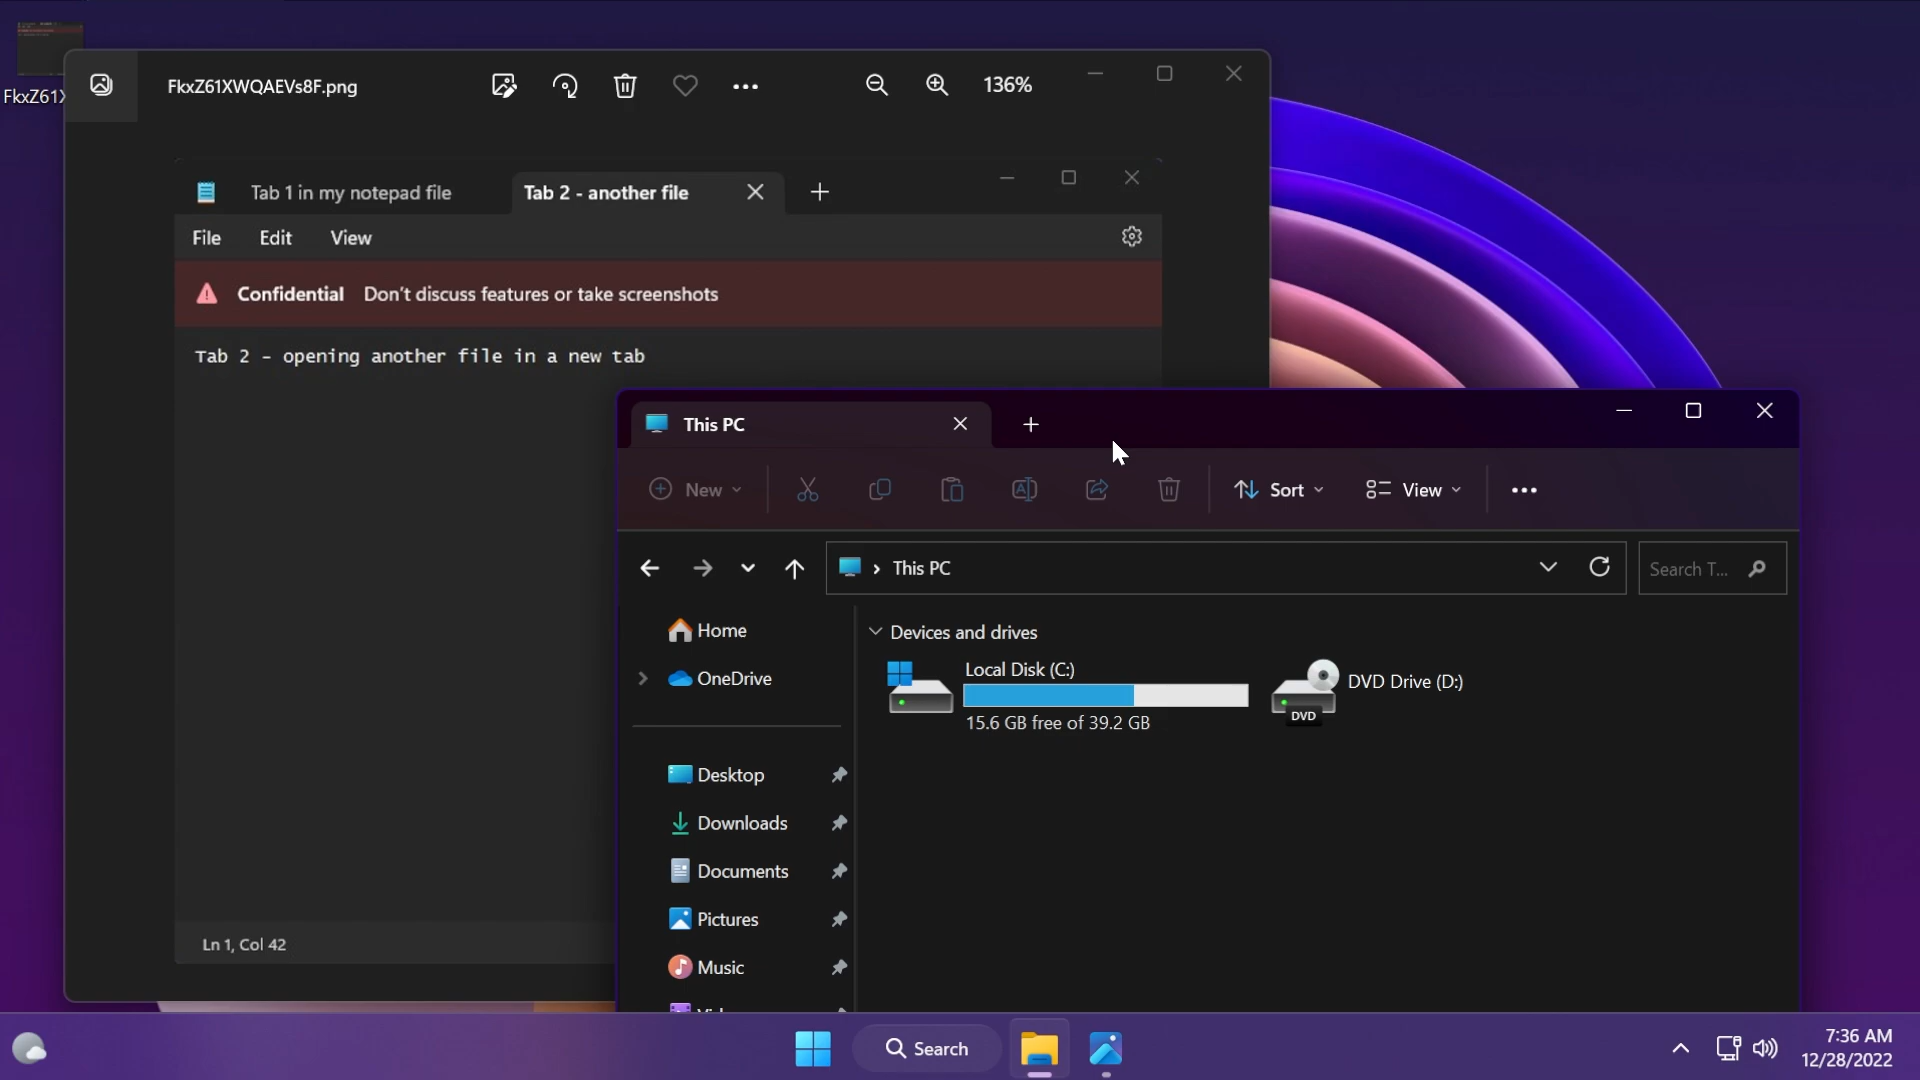 FkxZ61X
FkxZ61XWQAEVs8F.png
136%
Tab 1 in my notepad file
Tab 2 - another file
File Edit View
Confidential Don't discuss features or take screenshots
Tab 2 - opening another file in a new tab
Ln 1, Col 42
This PC
New
Sort
View
This PC
Search T...
Home
OneDrive
Desktop
Downloads
Documents
Pictures
Music
Devices and drives
Local Disk (C:)
15.6 GB free of 39.2 GB
DVD
DVD Drive (D:)
Search
7:36 AM
12/28/2022